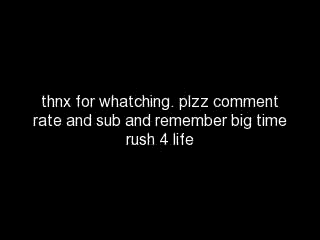 thnx for whatching. plzz comment
rate and sub and remember big time
rush 4 life